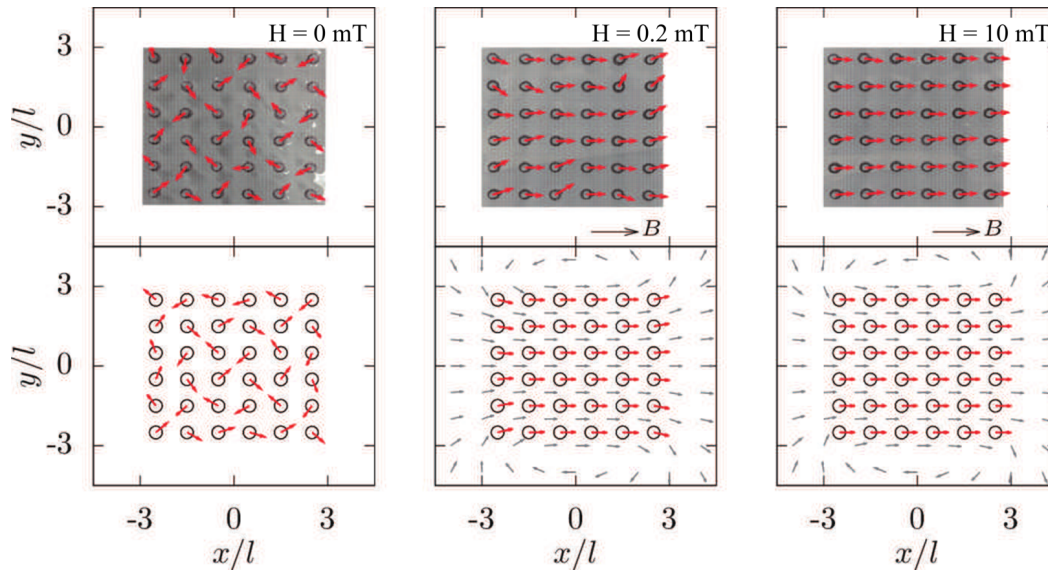 H = 0 mT
H = 0.2 mT
H = 10 mT
3
0
-3
y/l
B
B
3
0
-3
y/l
-3 0 3
-3 0 3
-3 0 3
x/l
x/l
x/l